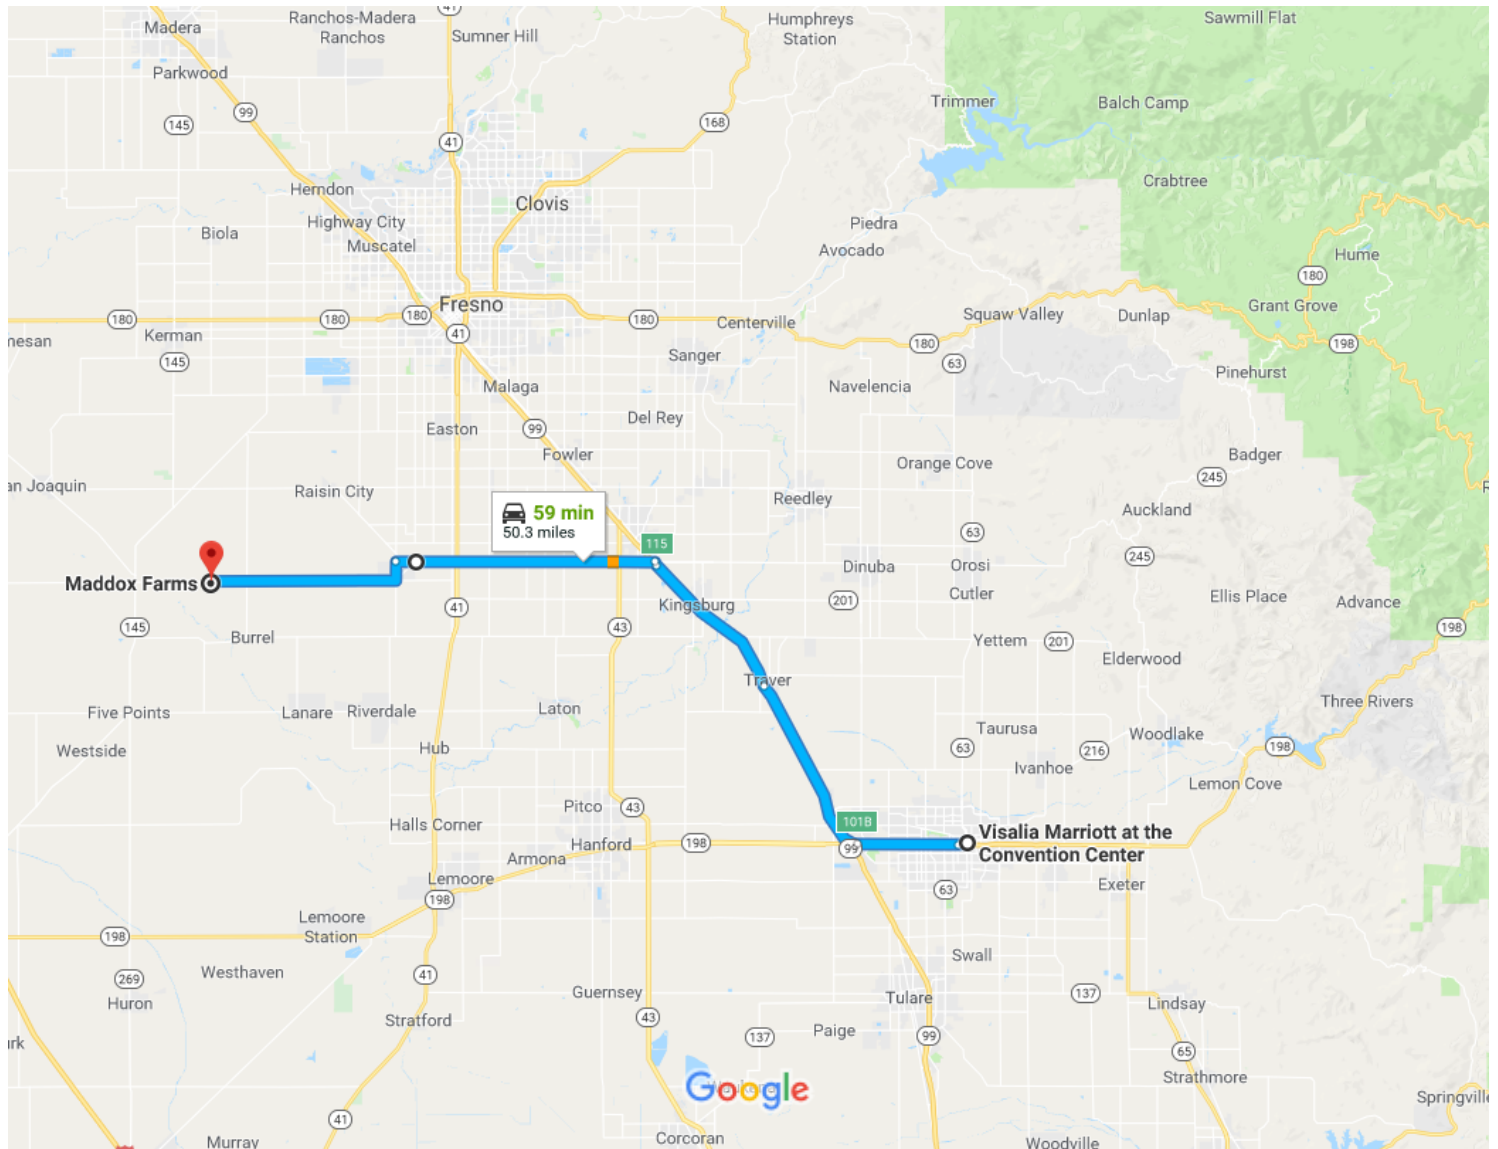 41
Madera
Ranchos-Madera
Ranchos
Sumner Hill
Humphreys
Station
Sawmill Flat
Parkwood
99
145
41
168
Trimmer
Balch Camp
Herndon
Clovis
Crabtree
Highway City
Biola
Muscatel
Piedra
Avocado
Hume
180
Grant Grove
Fresno
180
180
180
41
180
Centerville
Squaw Valley
Dunlap
mesan
Kerman
145
Sanger
180
63
198
Pinehurst
Malaga
Navelencia
Del Rey
Easton
99
Fowler
Orange Cove
Badger
245
an Joaquin
Raisin City
Reedley
Auckland
59 min
50.3 miles
115
63
245
Maddox Farms
Dinuba
Orosi
Cutler
201
Kingsburg
Ellis Place
Advance
41
145
Burrel
43
Yettem
201
198
Elderwood
Traver
Three Rivers
Five Points
Lanare
Riverdale
Laton
Taurusa
Westside
Hub
63
216
Woodlake
198
Ivanhoe
Lemon Cove
Pitco
43
Halls Corner
101B
Hanford
198
99
Visalia Marriott at the
Convention Center
Armona
Lemoore
198
63
Exeter
Lemoore
Station
198
Swall
Westhaven
41
269
Huron
Guernsey
Tulare
137
Lindsay
Stratford
43
Paige
137
99
65
Strathmore
Google
Springville
41
Murray
Corcoran
Woodville